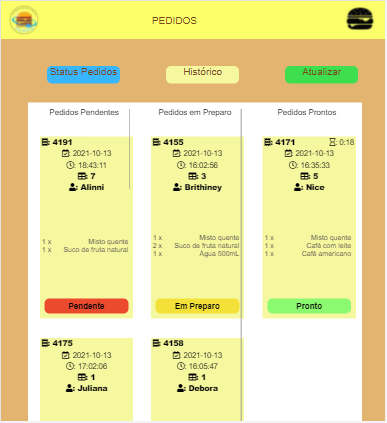 PEDIDOS
Status Pedidos
Histórico
Atualizar
Pedidos Pendentes
4191
2021-10-13
: 18:43:11
: 7
: Alinni
1 x Misto quente
1 x Suco de fruta natural
Pendente
4175
2021-10-13
: 17:02:06
: 1
: Juliana
Pedidos em Preparo
4155
2021-10-13
: 16:02:56
: 3
: Brithiney
1 x Misto quente
2 x Suco de fruta natural
1 x Agua 500mL
Em Preparo
4158
2021-10-13
: 16:05:47
: 1
: Debora
Pedidos Prontos
4171 : 0:18
2021-10-13
: 16:35:33
: 5
: Nice
1 x Misto quente
1 x Café com leite
1 x Café americano
Pronto